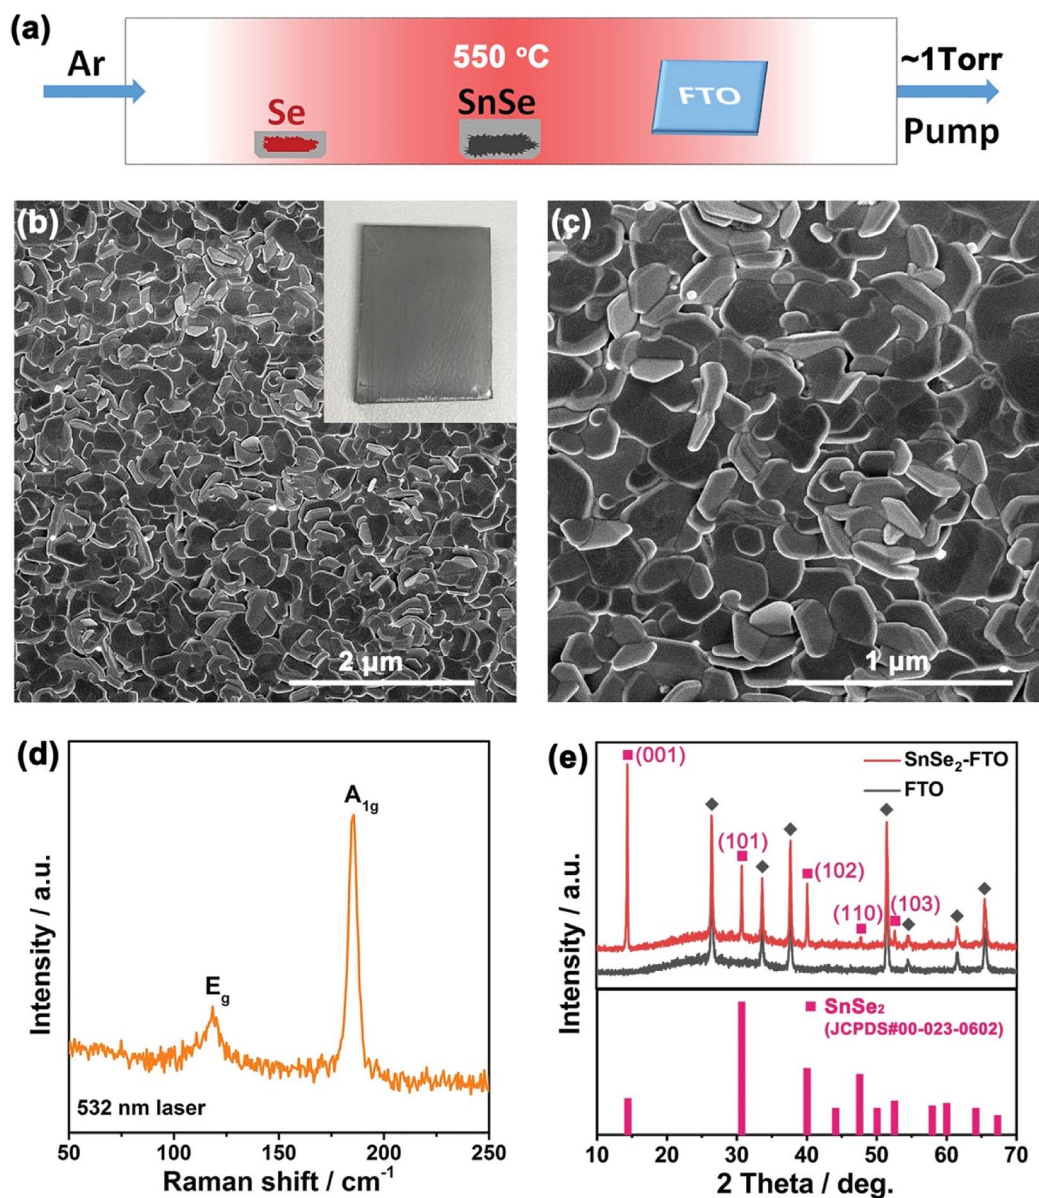 (a)
Ar
Se
550 °C
SnSe
FTO
~1Torr
Pump
(b)
2 µm
(c)
1 µm
(d)
Intensity / a.u.
E_g
A_1g
532 nm laser
50 100 150 200 250
Raman shift / cm⁻¹
(e)
Intensity / a.u.
(001)
SnSe₂-FTO
FTO
(101)
(102)
(110)
(103)
SnSe₂
(JCPDS#00-023-0602)
10 20 30 40 50 60 70
2 Theta / deg.